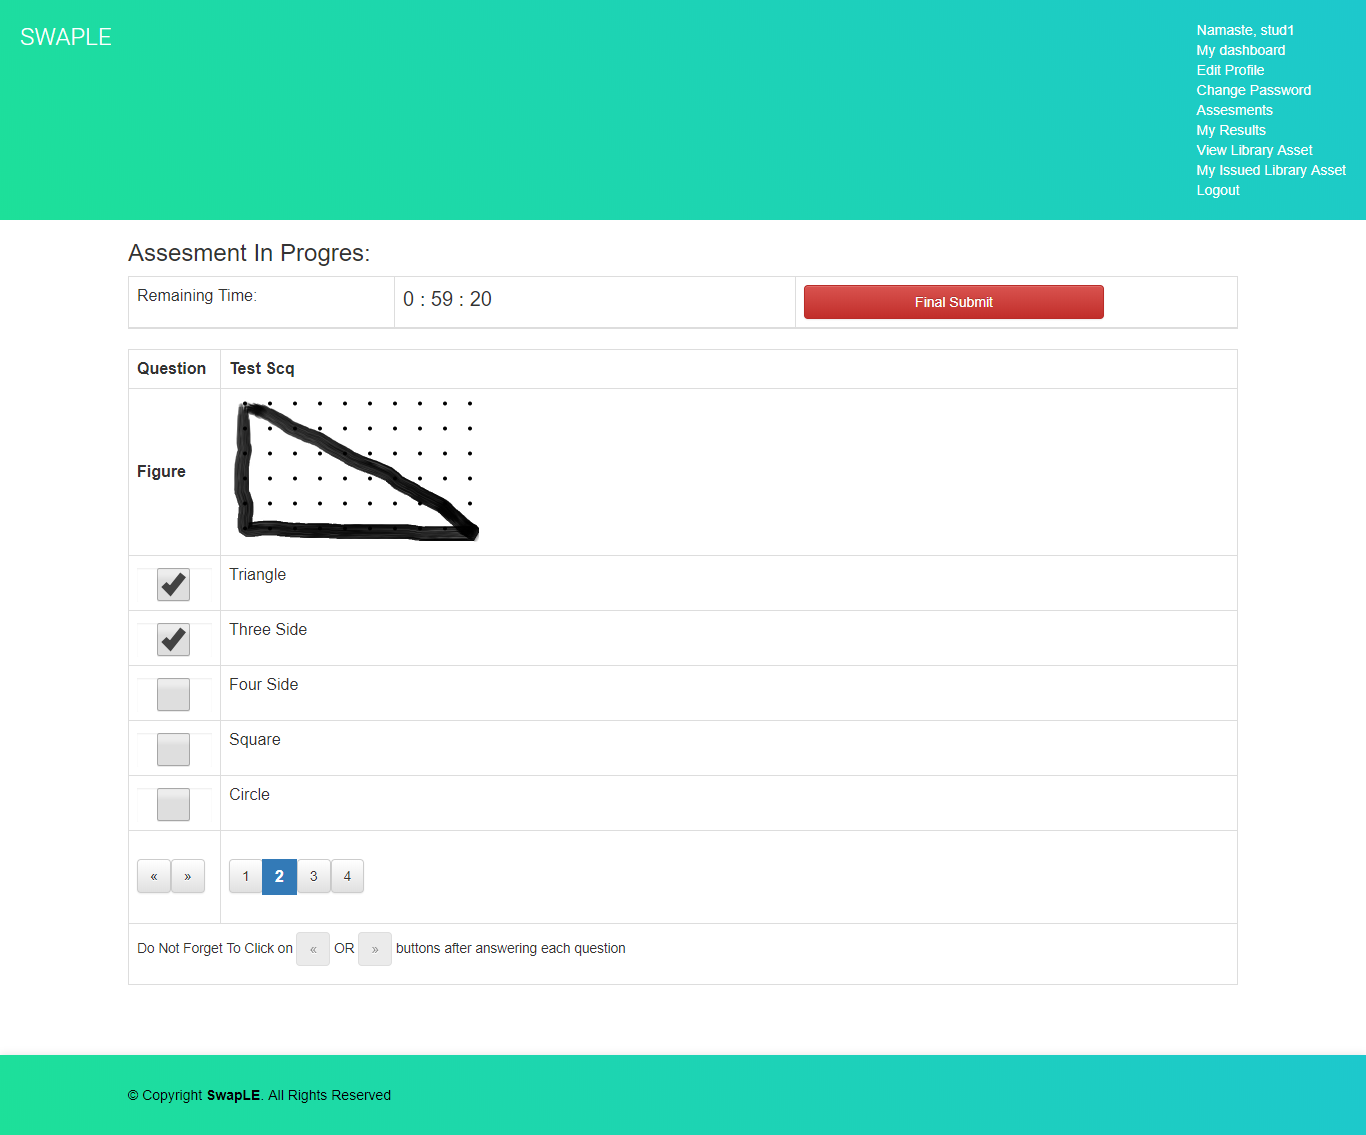 SWAPLE
Namaste, stud1
My dashboard
Edit Profile
Change Password
Assesments
My Results
View Library Asset
My Issued Library Asset
Logout
Assesment In Progres:
Remaining Time: 0 : 59 : 20 Final Submit
Question Test Scq
Figure
Triangle
Three Side
Four Side
Square
Circle
« » 1 2 3 4
Do Not Forget To Click on « OR » buttons after answering each question
© Copyright SwapLE. All Rights Reserved